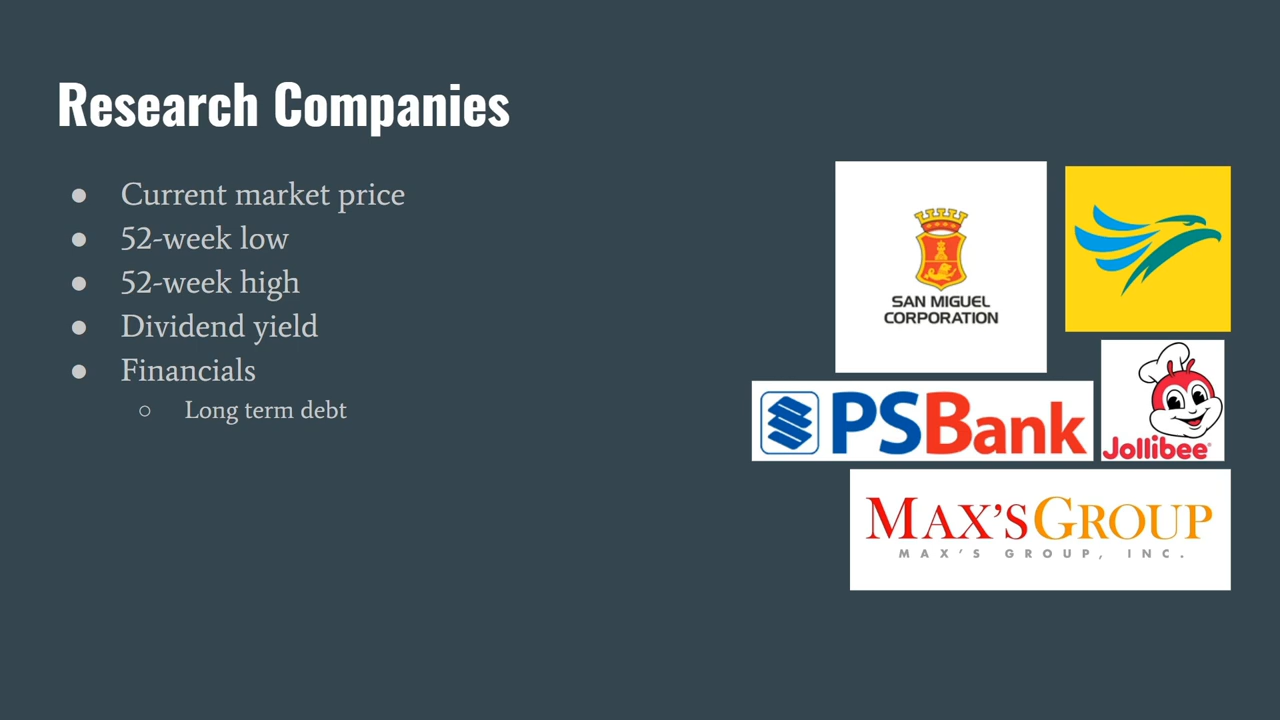 Research Companies
● Current market price
● 52-week low
● 52-week high
● Dividend yield
● Financials
○ Long term debt
SAN MIGUEL
CORPORATION
PSBank
Jollibee®
MAX'S GROUP
MAX'S GROUP, INC.